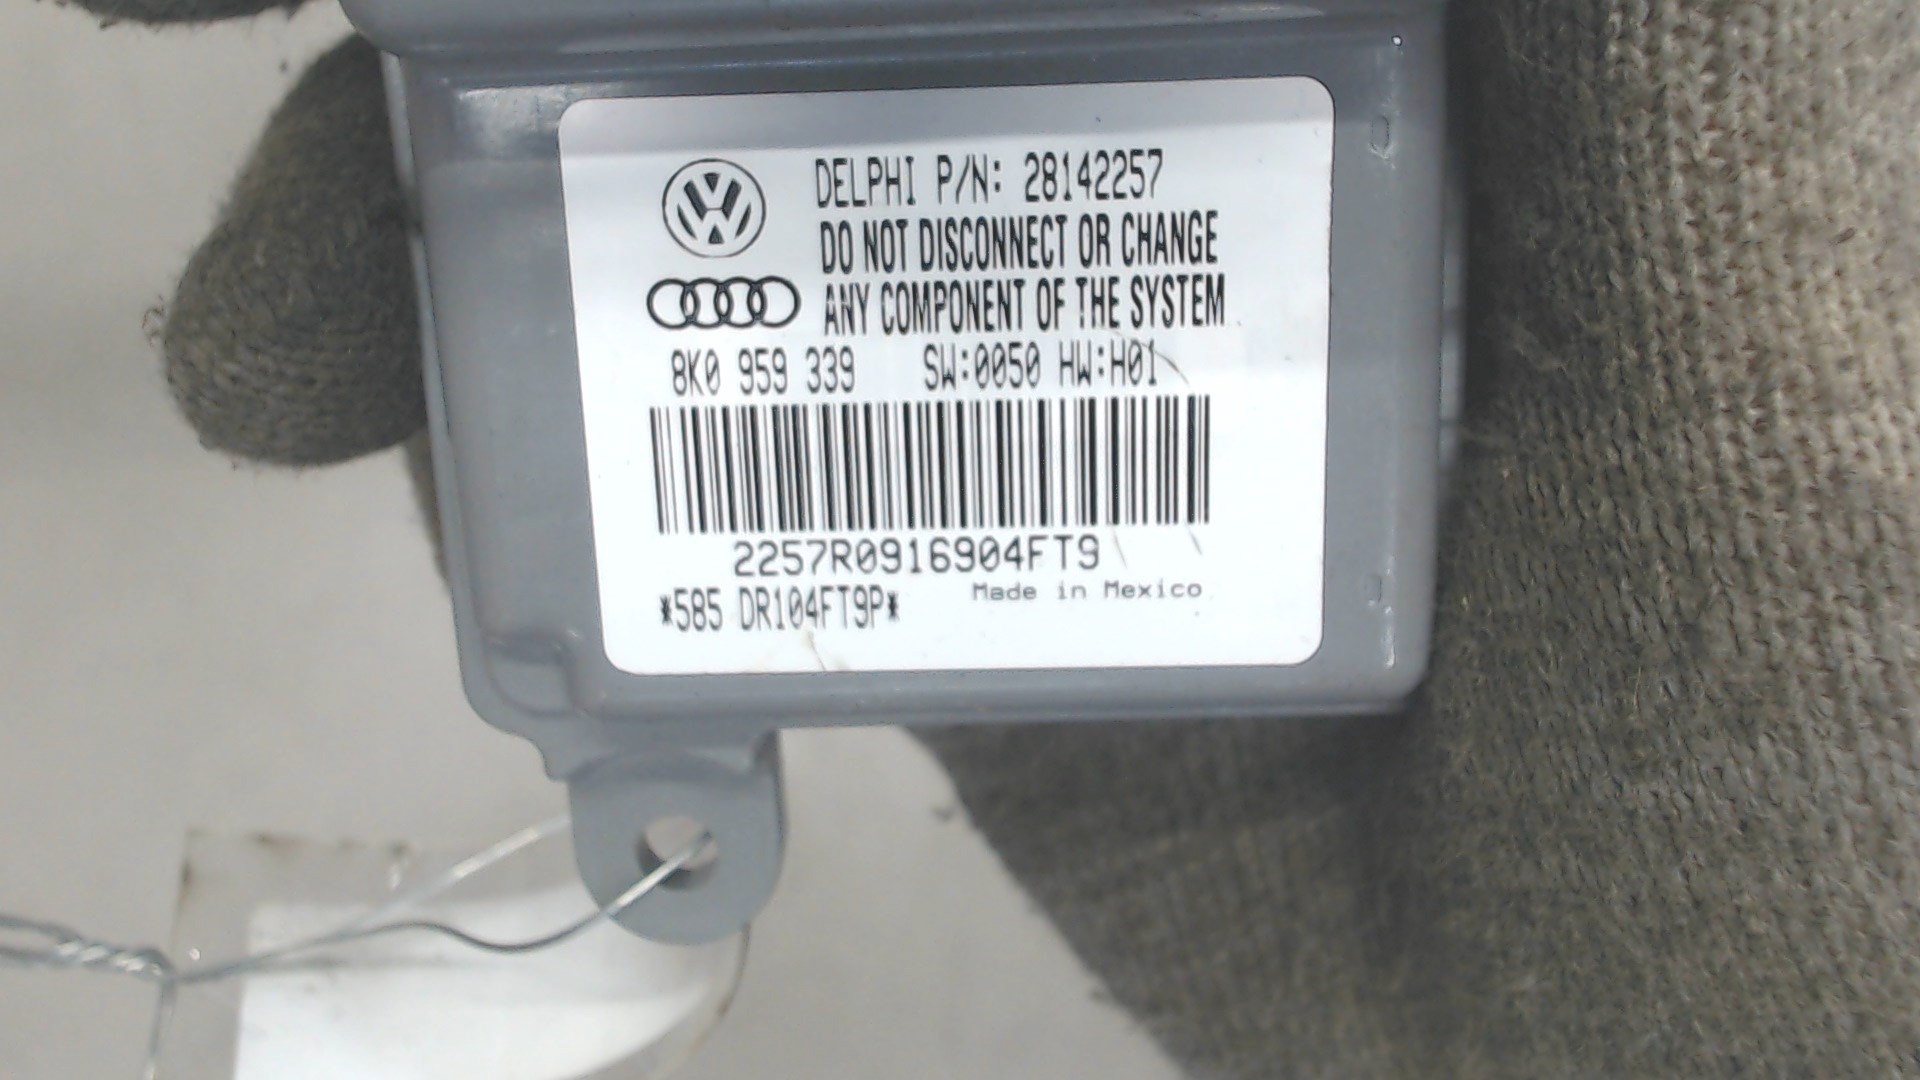 DELPHI P/N: 28142257
DO NOT DISCONNECT OR CHANGE
ANY COMPONENT OF THE SYSTEM
8K0 959 339 SW:0050 HW:H01
2257R0916904FT9
Made in Mexico
*585 DR104FT9P*